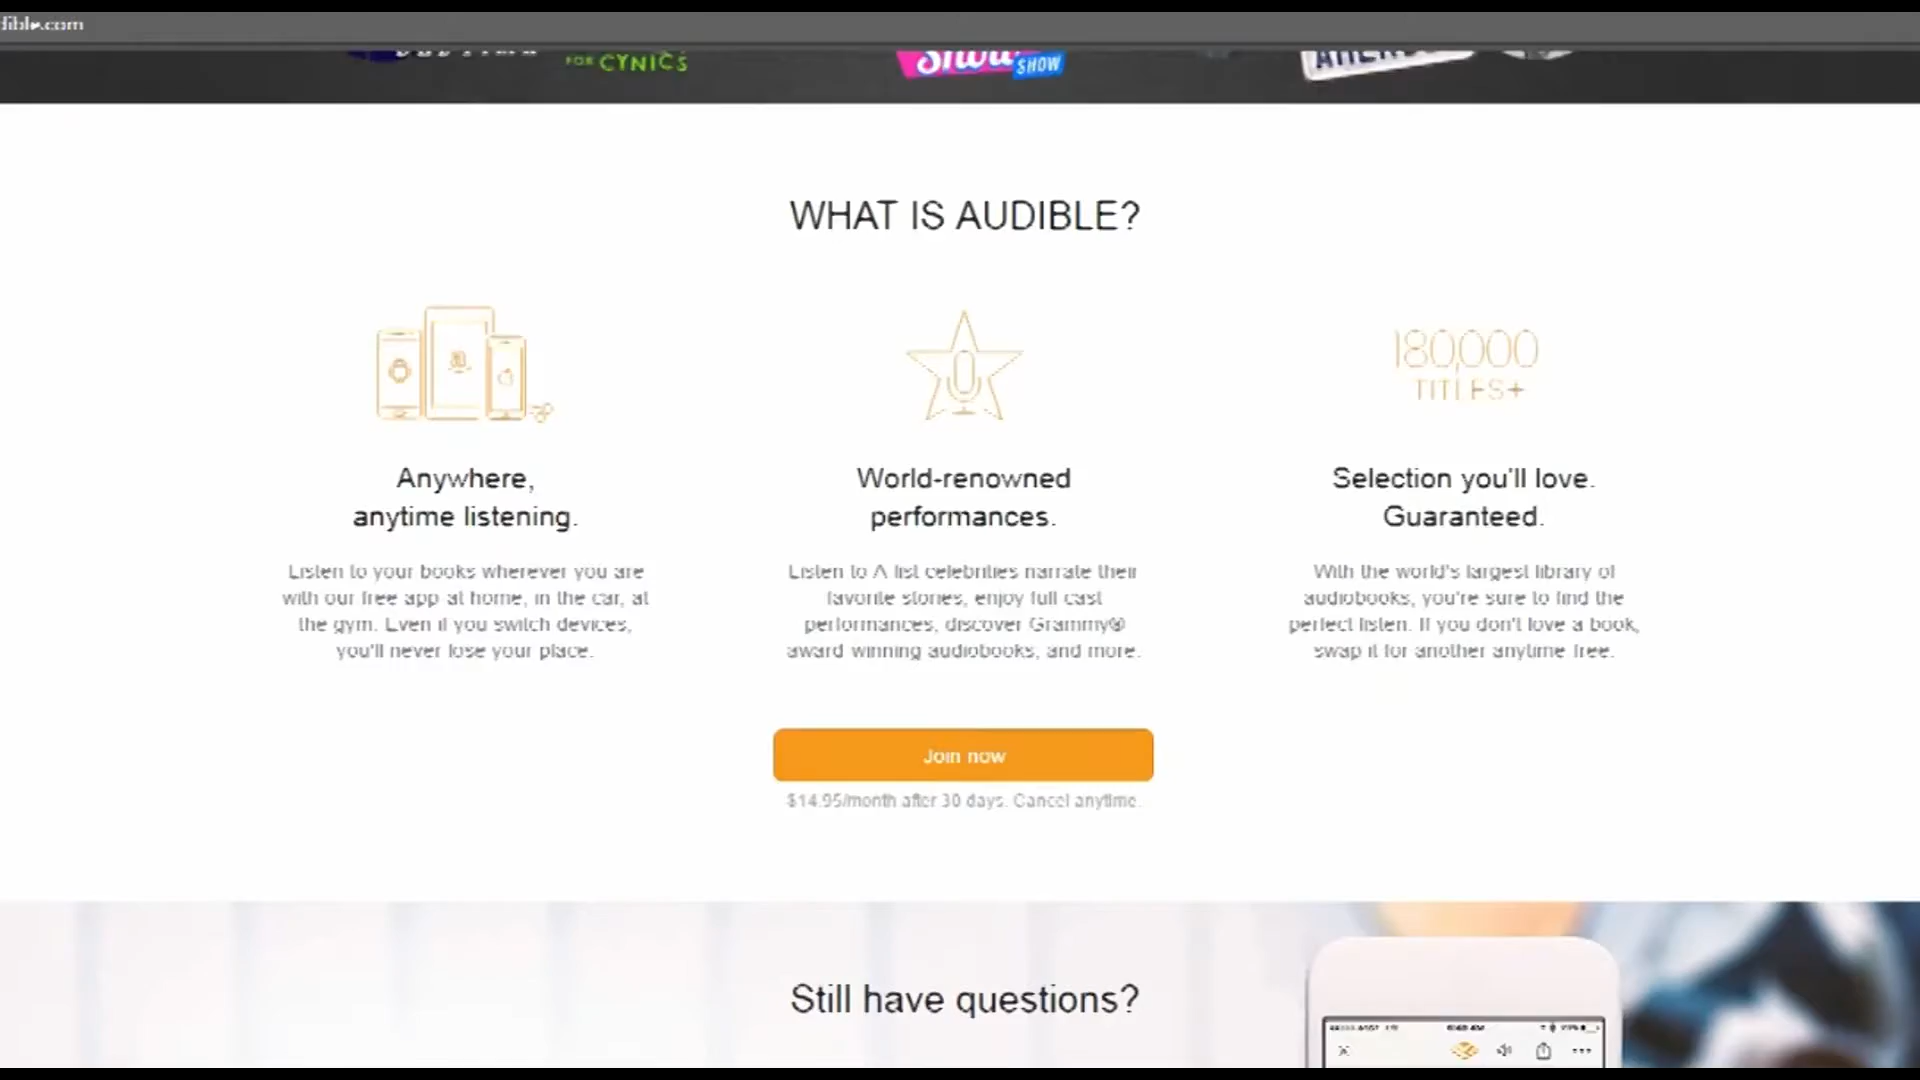 dible.com
FOR CYNICS
Show
SHOW
WHAT IS AUDIBLE?
180,000
TITLES+
Anywhere,
anytime listening.
World-renowned
performances.
Selection you'll love.
Guaranteed.
Listen to your books wherever you are
with our free app at home, in the car, at
the gym. Even if you switch devices,
you'll never lose your place.
Listen to A list celebrities narrate their
favorite stories, enjoy full cast
performances, discover Grammy®
award winning audiobooks, and more.
With the world's largest library of
audiobooks, you're sure to find the
perfect listen. If you don't love a book,
swap it for another anytime free.
Join now
$14.95/month after 30 days. Cancel anytime.
Still have questions?